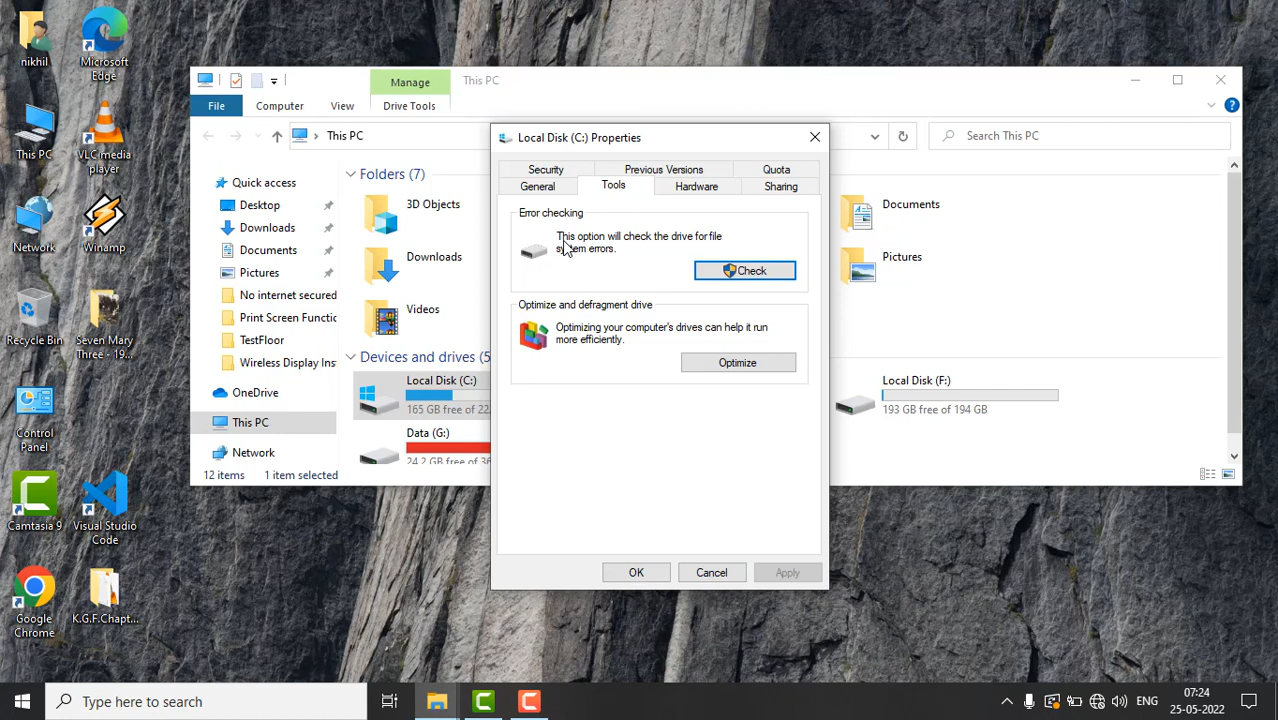 nikhil
Microsoft
Edge
This PC
VLC media
player
Network
Winamp
Recycle Bin
Seven Mary
Three - 19...
Control
Panel
Camtasia 9
Visual Studio
Code
Google
Chrome
K.G.F.Chapt...
Manage
This PC
File
Computer
View
Drive Tools
This PC
Search This PC
Quick access
Desktop
Downloads
Documents
Pictures
No internet secured
Print Screen Functio
TestFloor
Wireless Display Ins
OneDrive
This PC
Network
Folders (7)
3D Objects
Downloads
Videos
Documents
Pictures
Devices and drives (5
Local Disk (C:)
165 GB free of 22
Data (G:)
24.2 GB free of 36
Local Disk (F:)
193 GB free of 194 GB
12 items
1 item selected
Local Disk (C:) Properties
Security
Previous Versions
Quota
General
Tools
Hardware
Sharing
Error checking
This option will check the drive for file
system errors.
Check
Optimize and defragment drive
Optimizing your computer's drives can help it run
more efficiently.
Optimize
OK
Cancel
Apply
Type here to search
ENG
07:24
25-05-2022